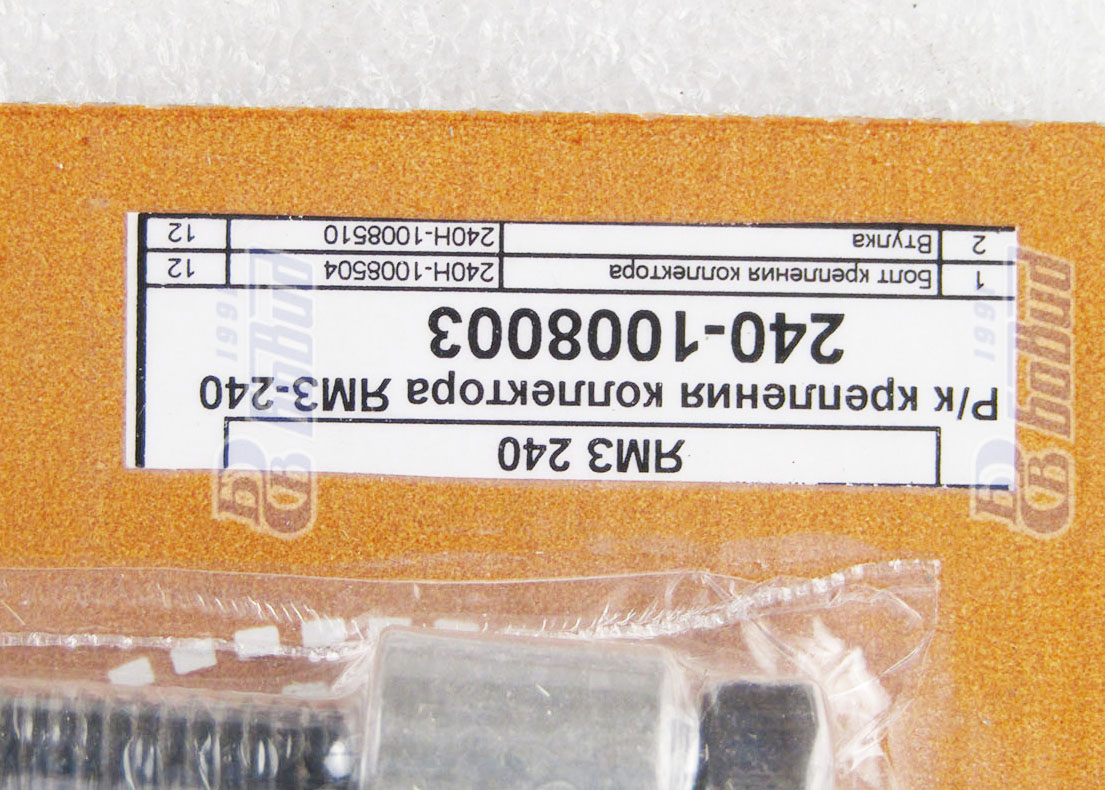 ЯМЗ 240
Р/к крепления коллектора ЯМЗ-240
240-1008003
1 Болт крепления коллектора 240Н-1008504 12
2 Втулка 240Н-1008510 12